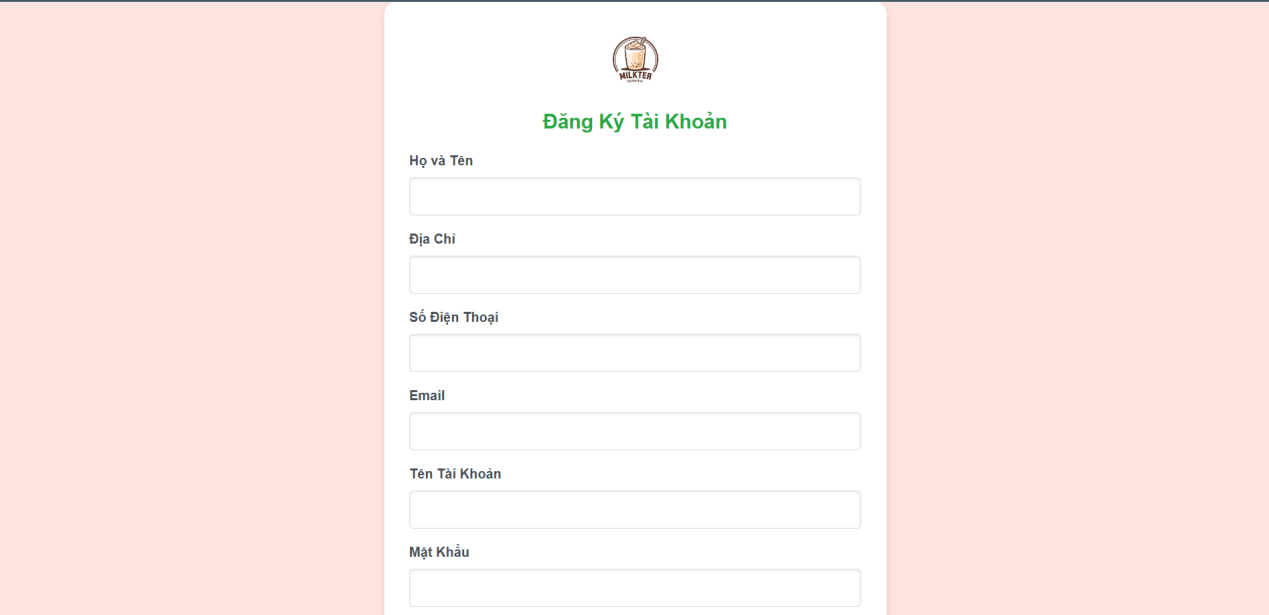 MILKTER
Đăng Ký Tài Khoản
Họ và Tên
Địa Chỉ
Số Điện Thoại
Email
Tên Tài Khoản
Mật Khẩu